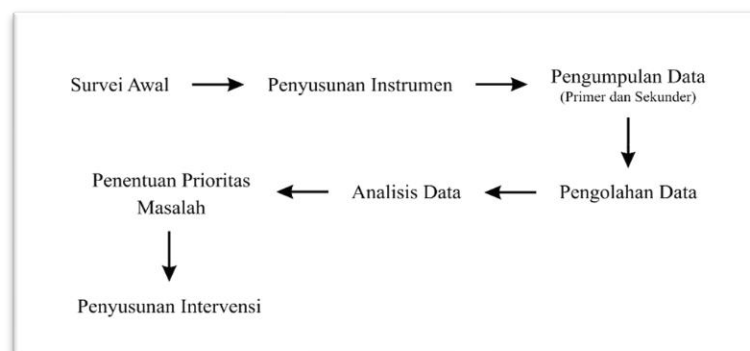 Survei Awal
Penyusunan Instrumen
Pengumpulan Data
(Primer dan Sekunder)
Pengolahan Data
Analisis Data
Penentuan Prioritas
Masalah
Penyusunan Intervensi